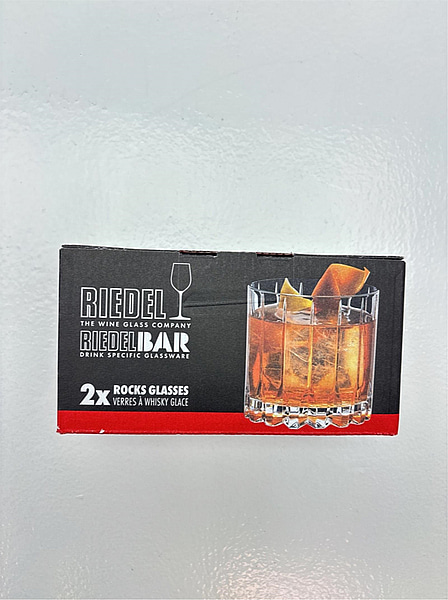 RIEDEL
THE WINE GLASS COMPANY
RIEDELBAR
DRINK SPECIFIC GLASSWARE
2x ROCKS GLASSES
VERRES À WHISKY GLACE